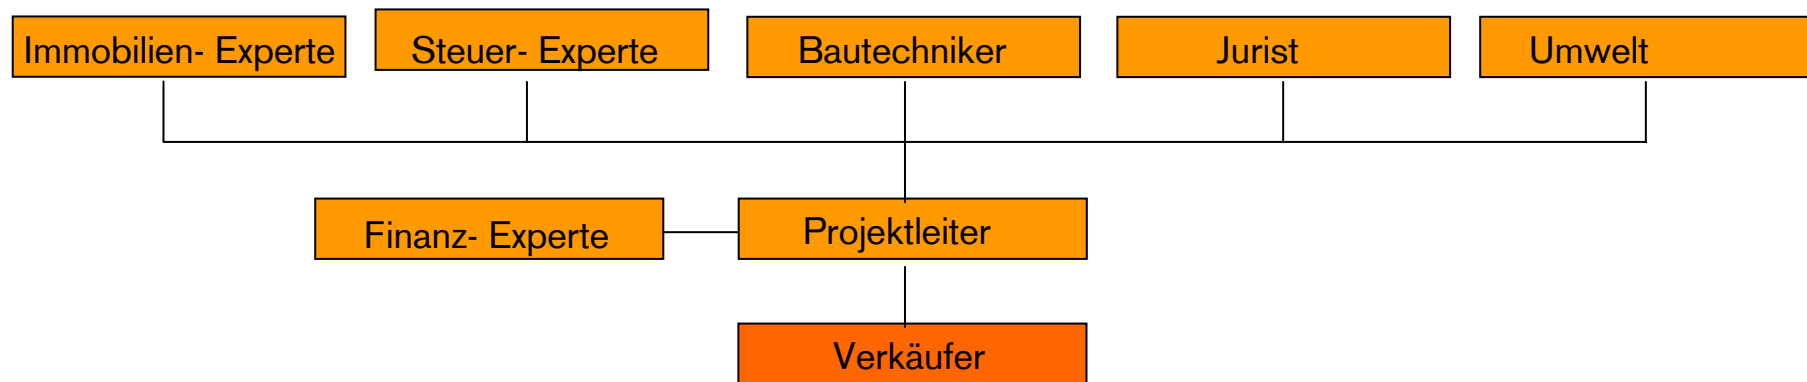 Immobilien- Experte
Steuer- Experte
Bautechniker
Jurist
Umwelt
Finanz- Experte
Projektleiter
Verkäufer